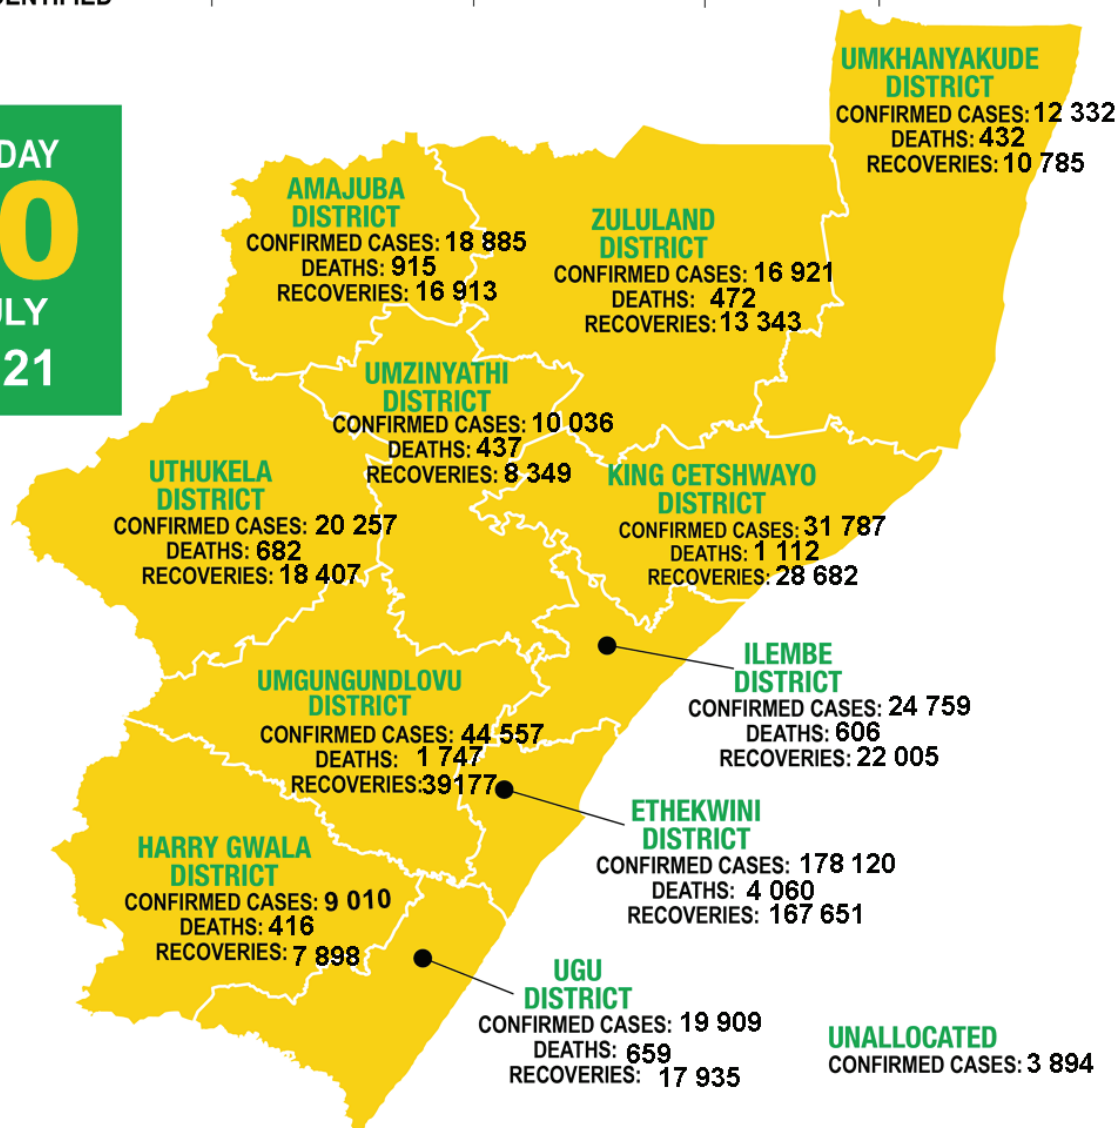 UMKHANYAKUDE
DISTRICT
CONFIRMED CASES: 12 332
DEATHS: 432
RECOVERIES: 10 785
DAY
0
LY
21
AMAJUBA
DISTRICT
CONFIRMED CASES: 18 885
DEATHS: 915
RECOVERIES: 16 913
ZULULAND
DISTRICT
CONFIRMED CASES: 16 921
DEATHS: 472
RECOVERIES: 13 343
UMZINYATHI
DISTRICT
CONFIRMED CASES: 10 036
DEATHS: 437
RECOVERIES: 8 349
UTHUKELA
DISTRICT
CONFIRMED CASES: 20 257
DEATHS: 682
RECOVERIES: 18 407
KING CETSHWAYO
DISTRICT
CONFIRMED CASES: 31 787
DEATHS: 1 112
RECOVERIES: 28 682
ILEMBE
DISTRICT
CONFIRMED CASES: 24 759
DEATHS: 606
RECOVERIES: 22 005
UMGUNGUNDLOVU
DISTRICT
CONFIRMED CASES: 44 557
DEATHS: 1 747
RECOVERIES:39177
ETHEKWINI
DISTRICT
CONFIRMED CASES: 178 120
DEATHS: 4 060
RECOVERIES: 167 651
HARRY GWALA
DISTRICT
CONFIRMED CASES: 9 010
DEATHS: 416
RECOVERIES: 7 898
UGU
DISTRICT
CONFIRMED CASES: 19 909
DEATHS: 659
RECOVERIES: 17 935
UNALLOCATED
CONFIRMED CASES: 3 894